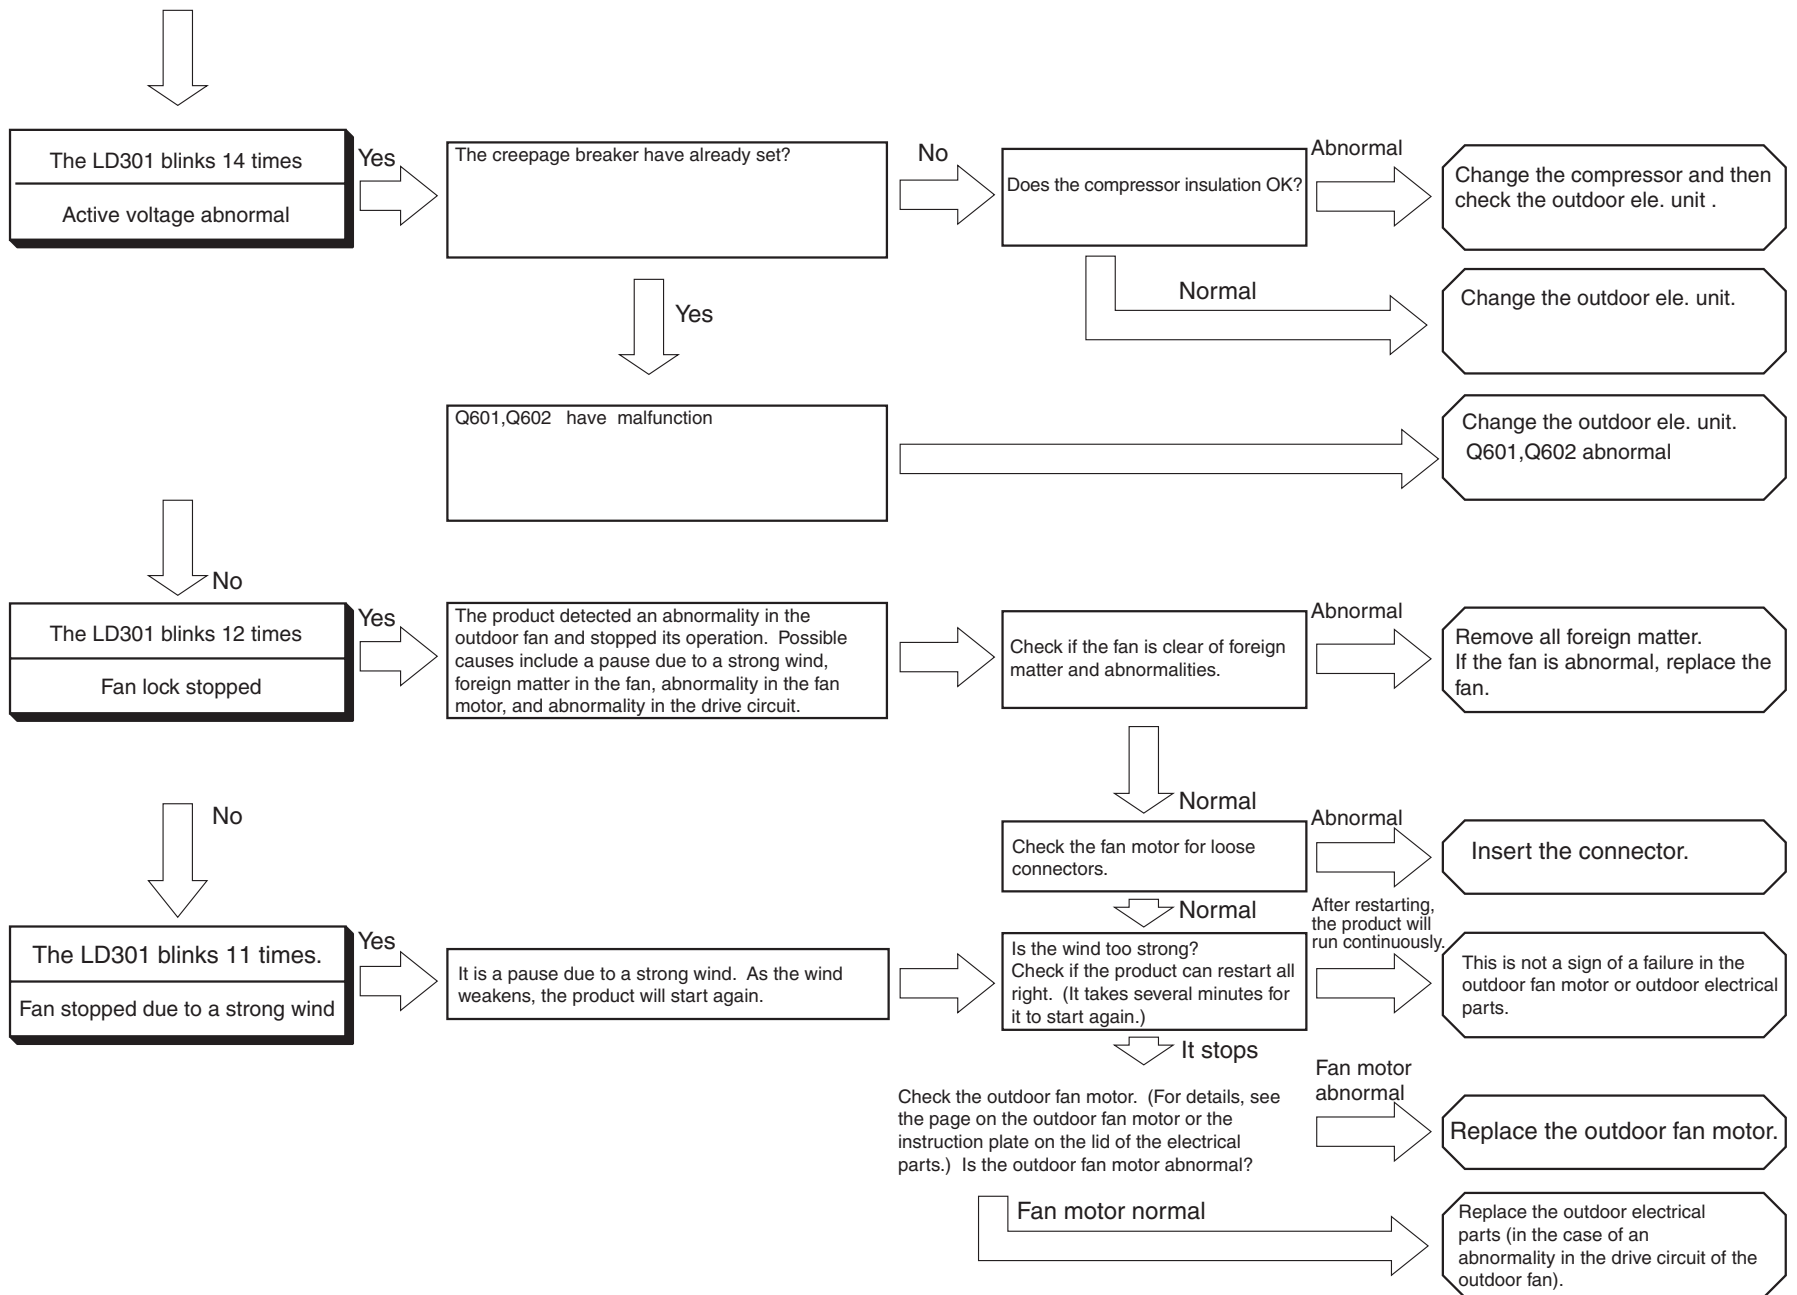 The LD301 blinks 14 times
Active voltage abnormal
Yes
The creepage breaker have already set?
No
Does the compressor insulation OK?
Abnormal
Change the compressor and then
check the outdoor ele. unit .
Normal
Change the outdoor ele. unit.
Yes
Q601,Q602 have malfunction
Change the outdoor ele. unit.
Q601,Q602 abnormal
No
The LD301 blinks 12 times
Fan lock stopped
Yes
The product detected an abnormality in the
outdoor fan and stopped its operation. Possible
causes include a pause due to a strong wind,
foreign matter in the fan, abnormality in the fan
motor, and abnormality in the drive circuit.
Check if the fan is clear of foreign
matter and abnormalities.
Abnormal
Remove all foreign matter.
If the fan is abnormal, replace the
fan.
Normal
Check the fan motor for loose
connectors.
Abnormal
Insert the connector.
Normal
No
The LD301 blinks 11 times.
Fan stopped due to a strong wind
Yes
It is a pause due to a strong wind. As the wind
weakens, the product will start again.
Is the wind too strong?
Check if the product can restart all
right. (It takes several minutes for
it to start again.)
After restarting,
the product will
run continuously.
This is not a sign of a failure in the
outdoor fan motor or outdoor electrical
parts.
It stops
Check the outdoor fan motor. (For details, see
the page on the outdoor fan motor or the
instruction plate on the lid of the electrical
parts.) Is the outdoor fan motor abnormal?
Fan motor
abnormal
Replace the outdoor fan motor.
Fan motor normal
Replace the outdoor electrical
parts (in the case of an
abnormality in the drive circuit of the
outdoor fan).